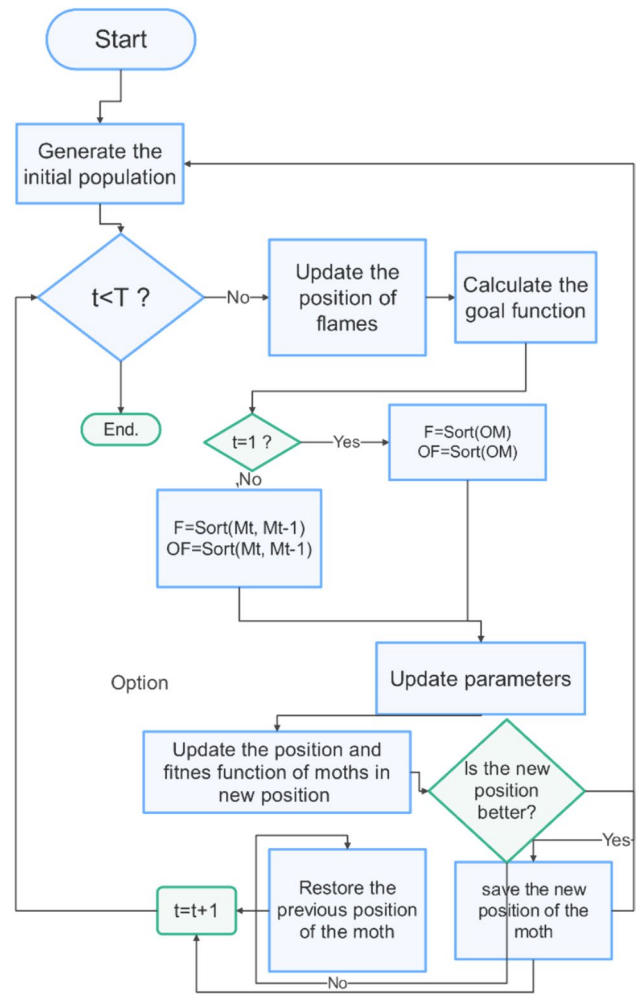 Start
Generate the
initial population
t<T ?
No
Update the
position of
flames
Calculate the
goal function
End.
t=1 ?
Yes
F=Sort(OM)
OF=Sort(OM)
No
F=Sort(Mt, Mt-1)
OF=Sort(Mt, Mt-1)
Update parameters
Option
Update the position and
fitnes function of moths in
new position
Is the new
position
better?
Yes
Restore the
previous position
of the moth
save the new
position of the
moth
t=t+1
No